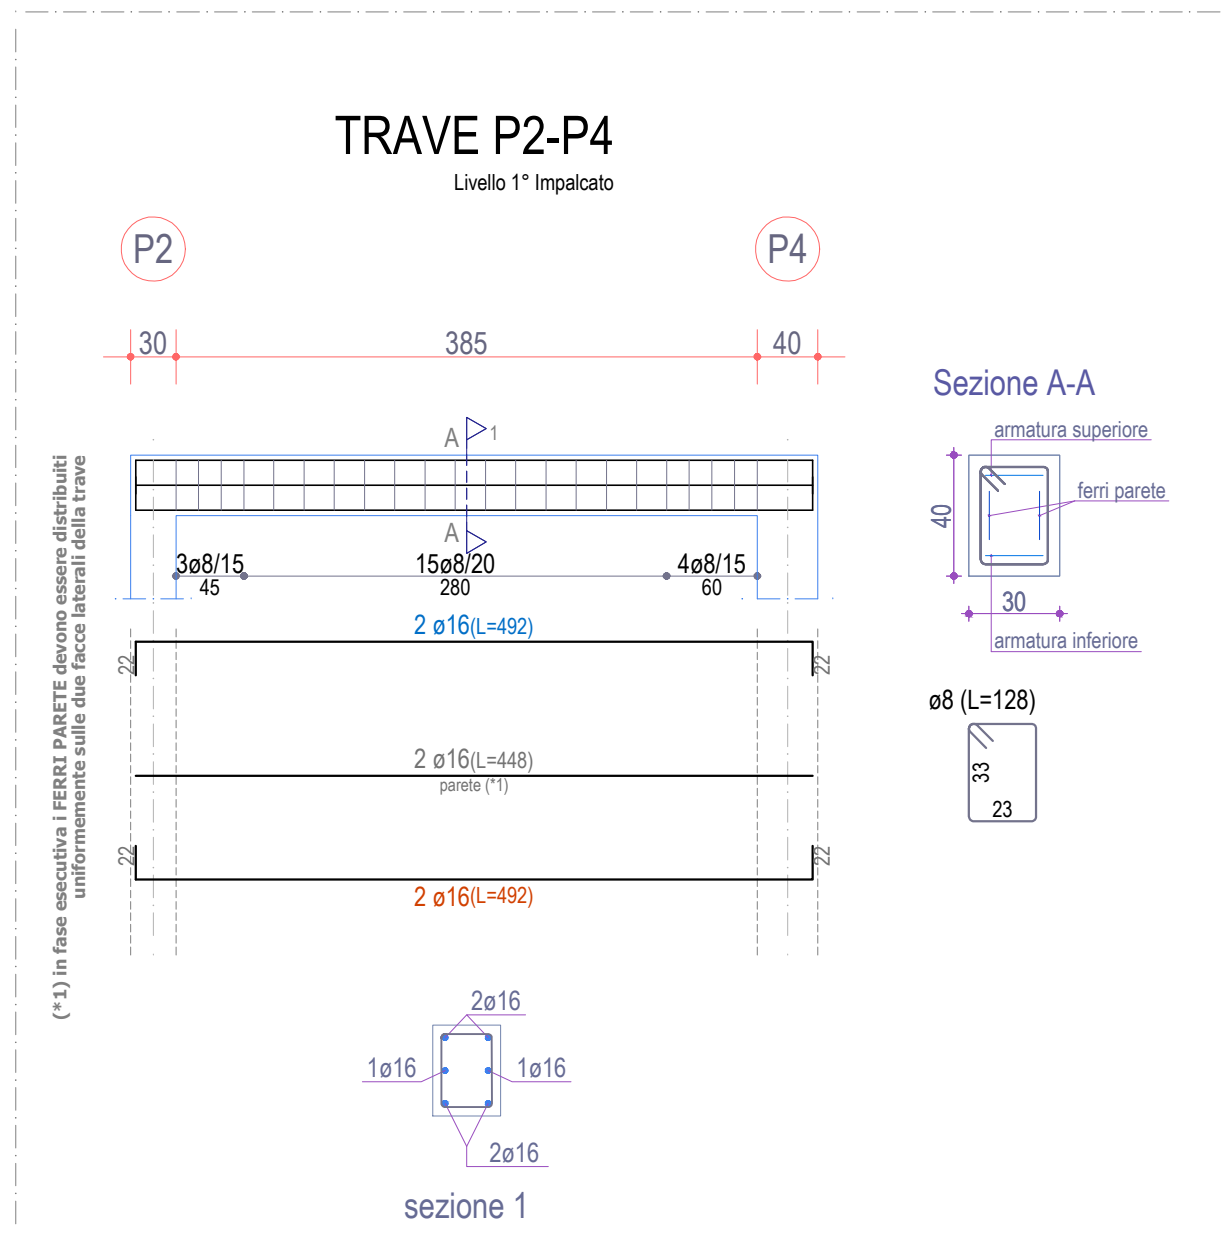 TRAVE P2-P4
Livello 1° Impalcato
P2
P4
30
385
40
A
1
A
3ø8/15
15ø8/20
4ø8/15
45
280
60
2 ø16(L=492)
22
22
2 ø16(L=448)
parete (*1)
22
22
2 ø16(L=492)
(*1) in fase esecutiva i FERRI PARETE devono essere distribuiti
uniformemente sulle due facce laterali della trave
Sezione A-A
armatura superiore
ferri parete
40
30
armatura inferiore
ø8 (L=128)
33
23
2ø16
1ø16
1ø16
2ø16
sezione 1